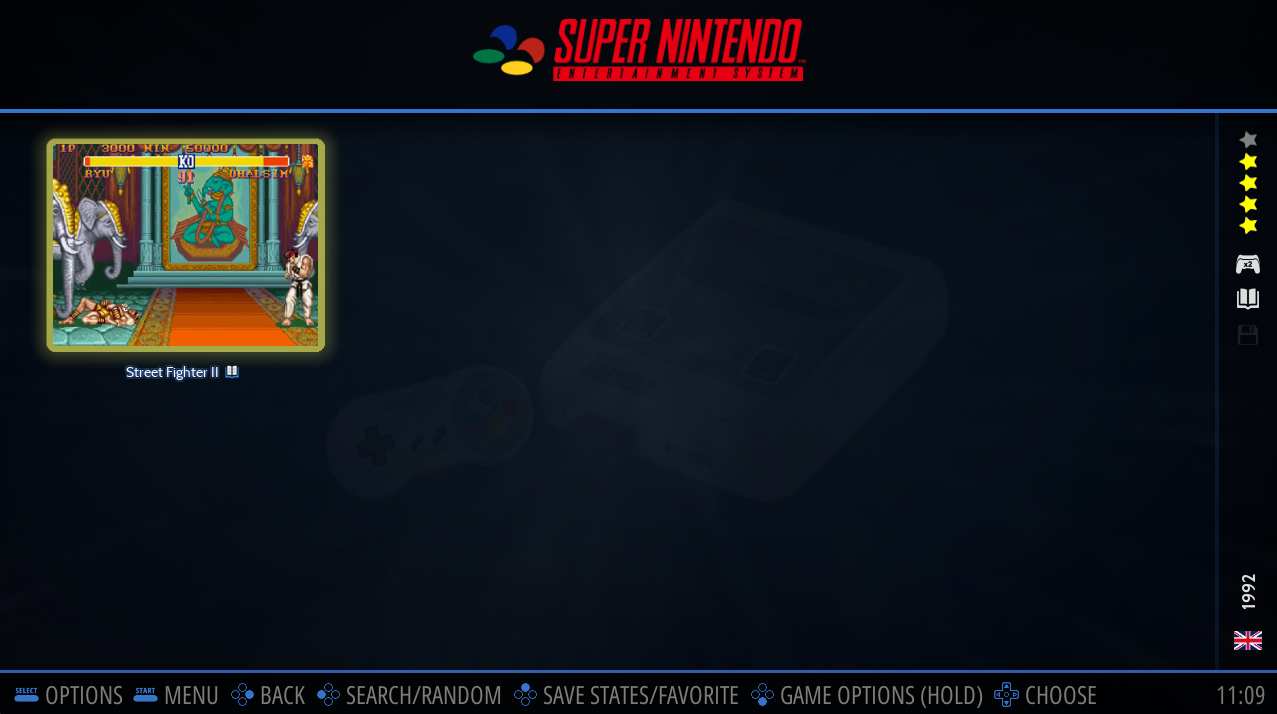 SUPER NINTENDO™
ENTERTAINMENT SYSTEM
1P 3000 WIN 50000
KO
RYU 91 DHALSIM
Street Fighter II
x2
1992
SELECT OPTIONS START MENU BACK SEARCH/RANDOM SAVE STATES/FAVORITE GAME OPTIONS (HOLD) CHOOSE 11:09